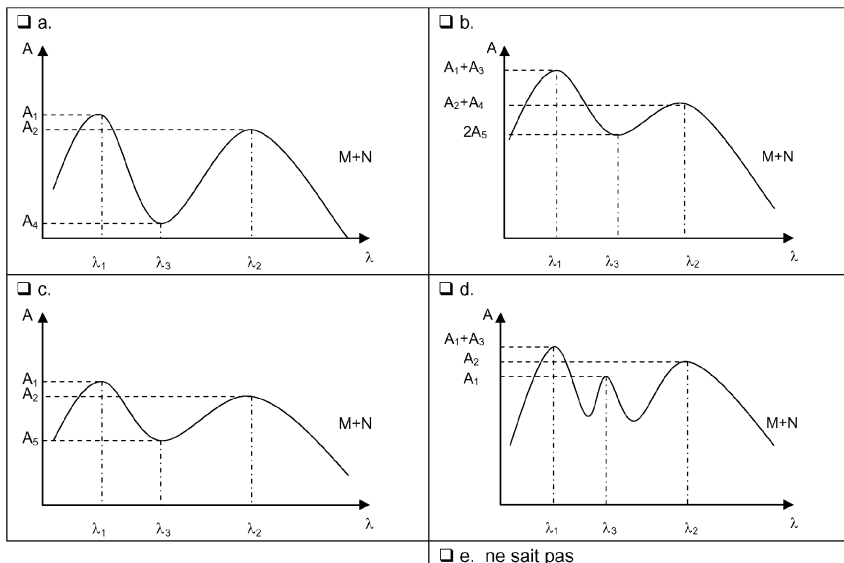 ❑ a.
A
A₁
A₂
A₄
M+N
λ₁ λ₃ λ₂ λ
❑ b.
A
A₁+A₃
A₂+A₄
2A₅
M+N
λ₁ λ₃ λ₂ λ
❑ c.
A
A₁
A₂
A₅
M+N
λ₁ λ₃ λ₂ λ
❑ d.
A
A₁+A₃
A₂
A₁
M+N
λ₁ λ₃ λ₂ λ
❑ e. ne sait pas